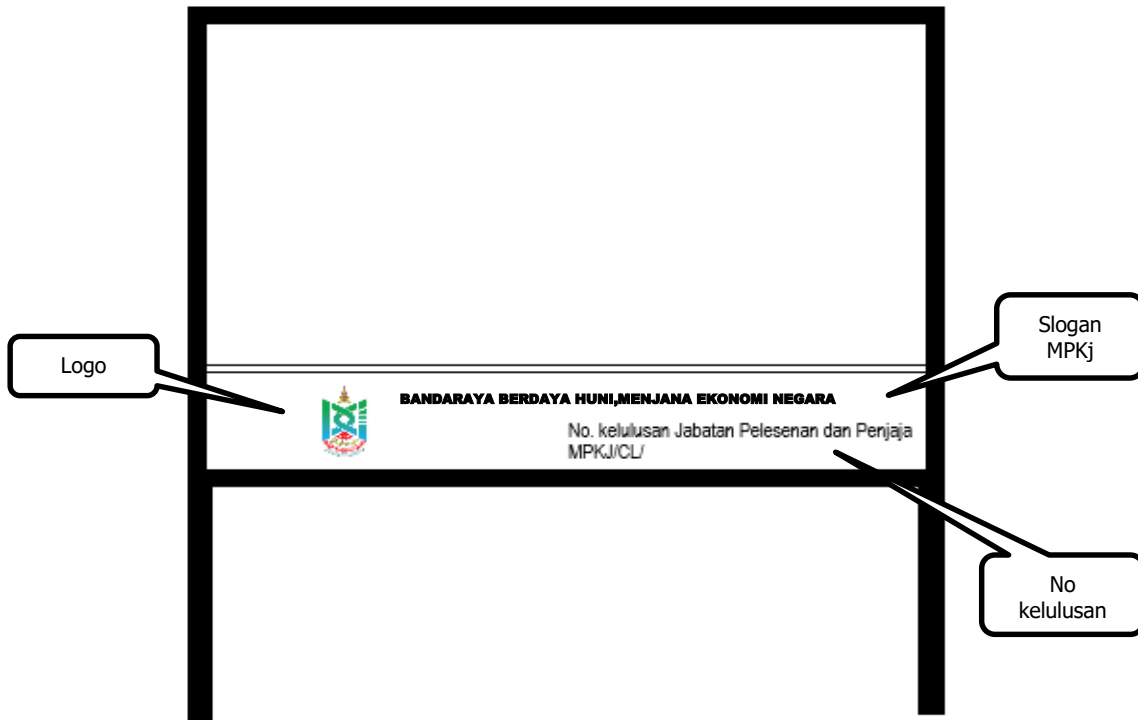 Slogan
MPKj
Logo
BANDARAYA BERDAYA HUNI,MENJANA EKONOMI NEGARA
No. kelulusan Jabatan Pelesenan dan Penjaja
MPKJ/CL/
No
kelulusan